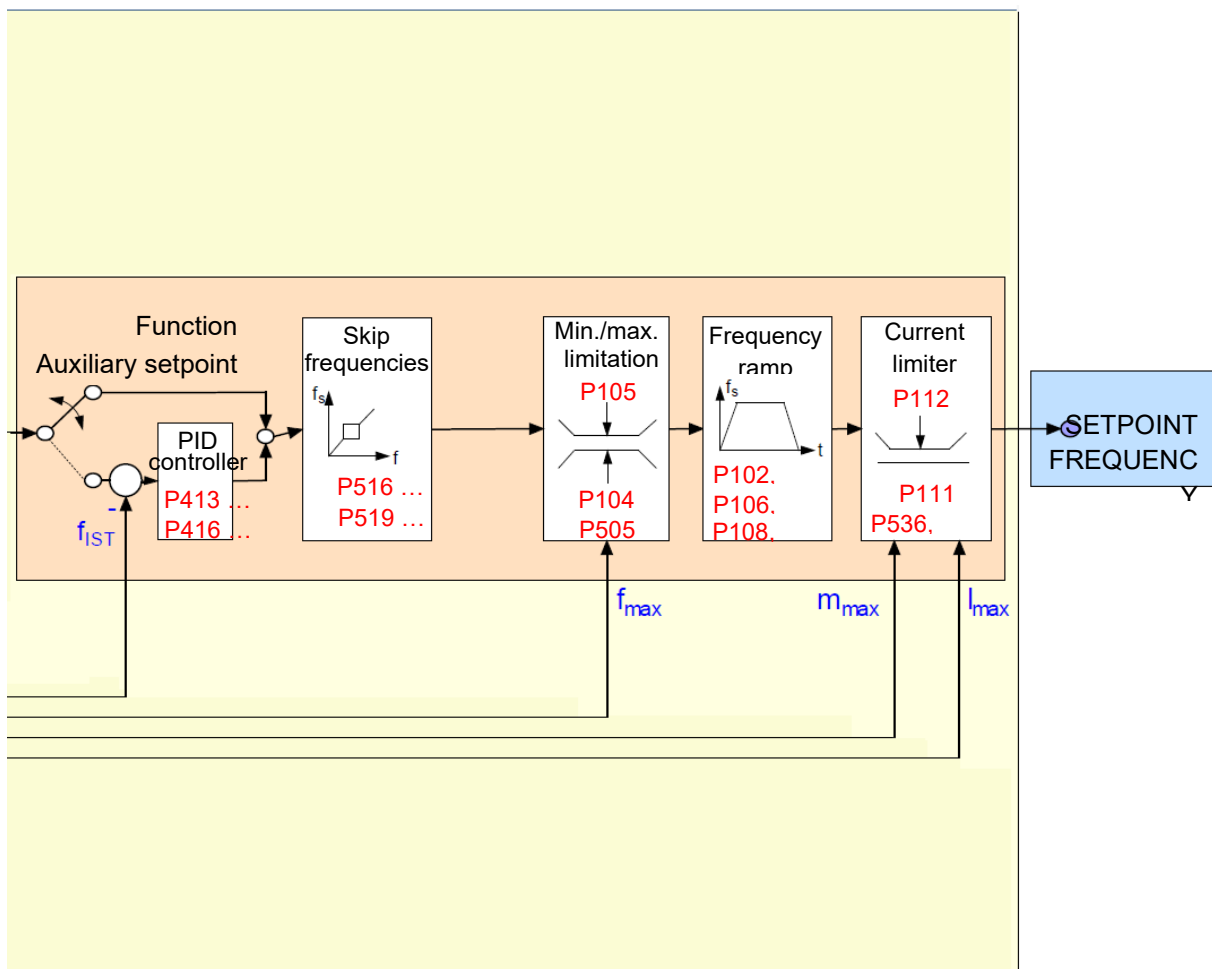 Function
Auxiliary setpoint
PID
controller
P413 ...
P416 ...
-
fIST
Skip
frequencies
fs
f
P516 ...
P519 ...
Min./max.
limitation
P105
P104
P505
fmax
Frequency
ramp
fs
t
P102,
P106,
P108,
Current
limiter
P112
P111
P536,
mmax
Imax
SETPOINT
FREQUENC
Y